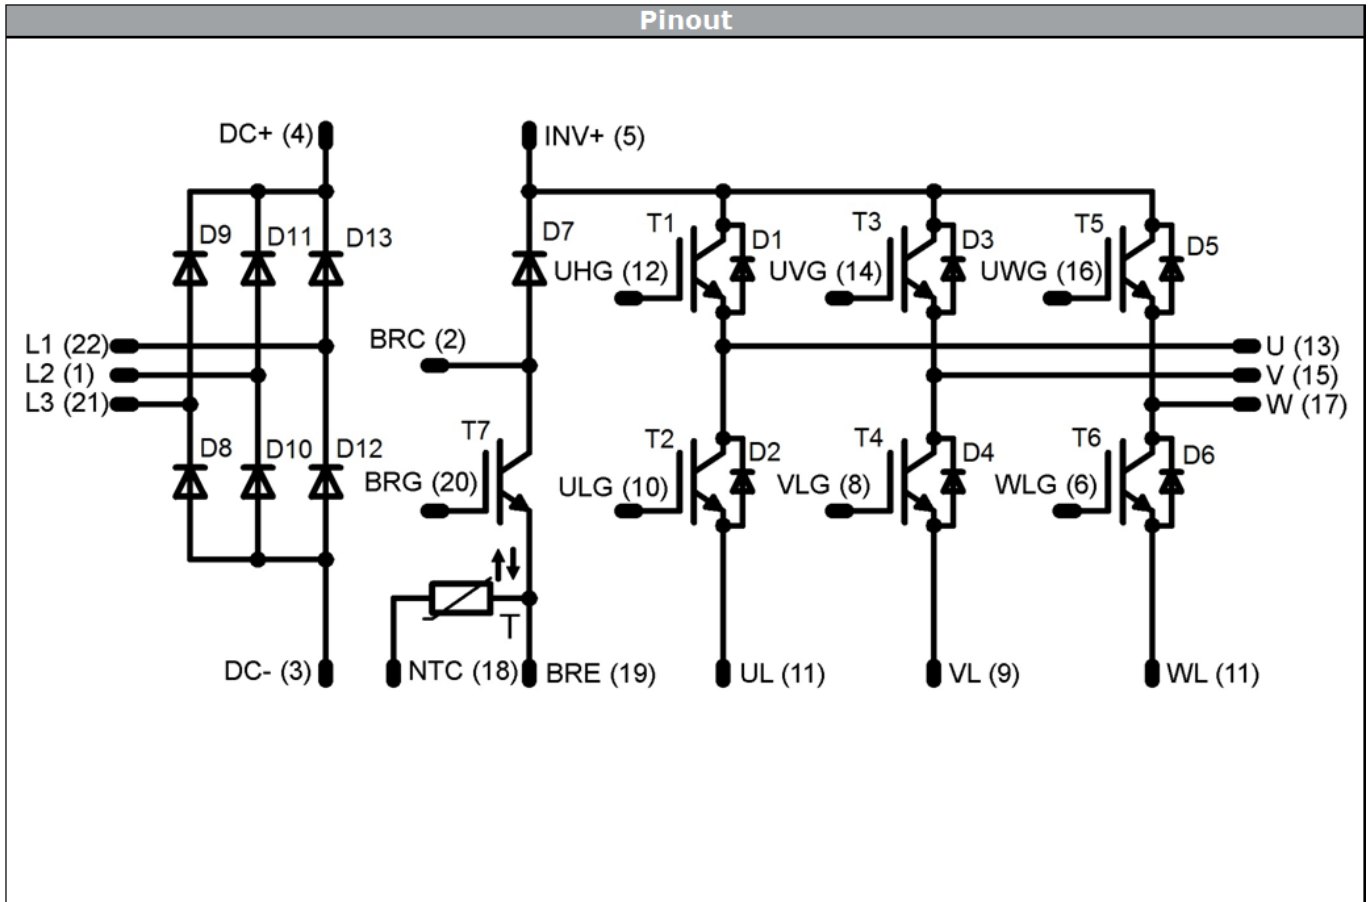 Pinout
DC+ (4)
INV+ (5)
D9
D11
D13
D7
T1
D1
T3
D3
T5
D5
UHG (12)
UVG (14)
UWG (16)
BRC (2)
L1 (22)
L2 (1)
L3 (21)
U (13)
V (15)
W (17)
D8
D10
D12
T7
T2
D2
T4
D4
T6
D6
BRG (20)
ULG (10)
VLG (8)
WLG (6)
T
DC- (3)
NTC (18)
BRE (19)
UL (11)
VL (9)
WL (11)